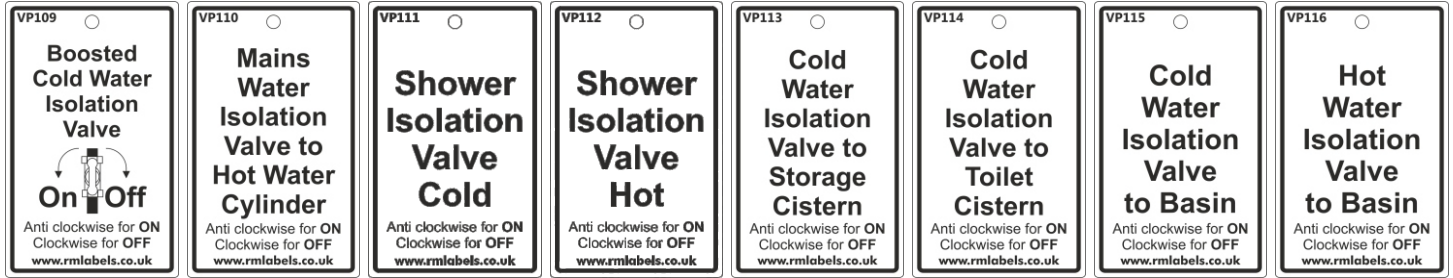 VP109
Boosted
Cold Water
Isolation
Valve
On Off
Anti clockwise for ON
Clockwise for OFF
www.rmlabels.co.uk
VP110
Mains
Water
Isolation
Valve to
Hot Water
Cylinder
Anti clockwise for ON
Clockwise for OFF
www.rmlabels.co.uk
VP111
Shower
Isolation
Valve
Cold
Anti clockwise for ON
Clockwise for OFF
www.rmlabels.co.uk
VP112
Shower
Isolation
Valve
Hot
Anti clockwise for ON
Clockwise for OFF
www.rmlabels.co.uk
VP113
Cold
Water
Isolation
Valve to
Storage
Cistern
Anti clockwise for ON
Clockwise for OFF
www.rmlabels.co.uk
VP114
Cold
Water
Isolation
Valve to
Toilet
Cistern
Anti clockwise for ON
Clockwise for OFF
www.rmlabels.co.uk
VP115
Cold
Water
Isolation
Valve
to Basin
Anti clockwise for ON
Clockwise for OFF
www.rmlabels.co.uk
VP116
Hot
Water
Isolation
Valve
to Basin
Anti clockwise for ON
Clockwise for OFF
www.rmlabels.co.uk